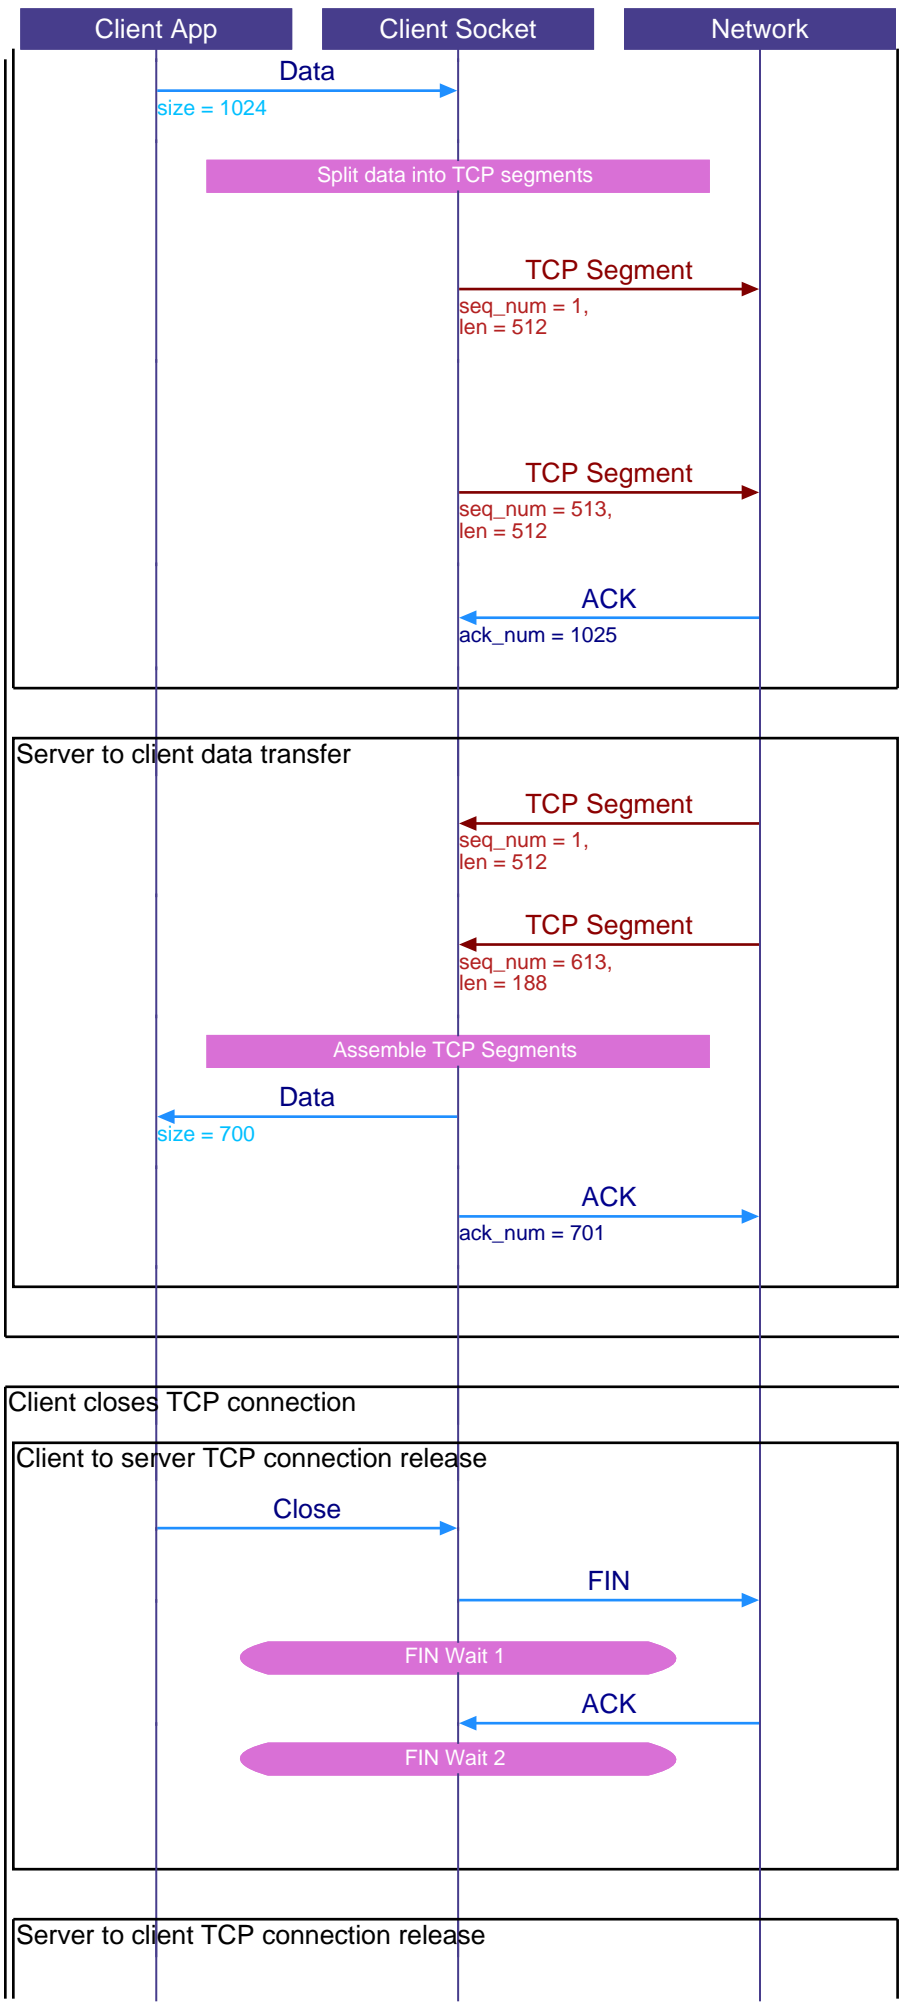 Client App
Client Socket
Network
Data
size = 1024
Split data into TCP segments
TCP Segment
seq_num = 1,
len = 512
TCP Segment
seq_num = 513,
len = 512
ACK
ack_num = 1025
Server to client data transfer
TCP Segment
seq_num = 1,
len = 512
TCP Segment
seq_num = 613,
len = 188
Assemble TCP Segments
Data
size = 700
ACK
ack_num = 701
Client closes TCP connection
Client to server TCP connection release
Close
FIN
FIN Wait 1
ACK
FIN Wait 2
Server to client TCP connection release